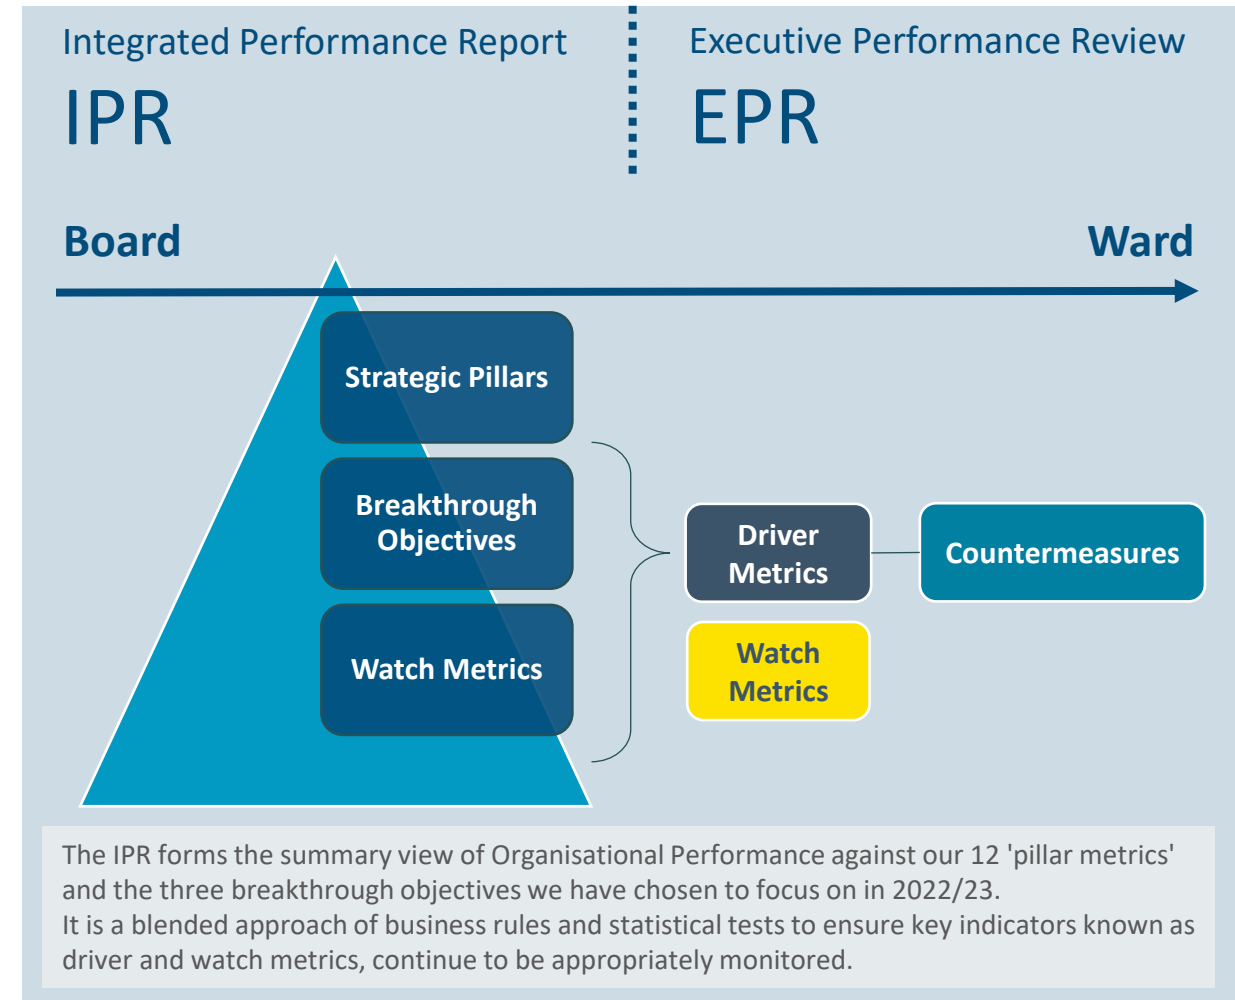 Integrated Performance Report
IPR
Executive Performance Review
EPR
Board
Ward
Strategic Pillars
Breakthrough
Objectives
Watch Metrics
Driver
Metrics
Countermeasures
Watch
Metrics
The IPR forms the summary view of Organisational Performance against our 12 'pillar metrics'
and the three breakthrough objectives we have chosen to focus on in 2022/23.
It is a blended approach of business rules and statistical tests to ensure key indicators known as
driver and watch metrics, continue to be appropriately monitored.